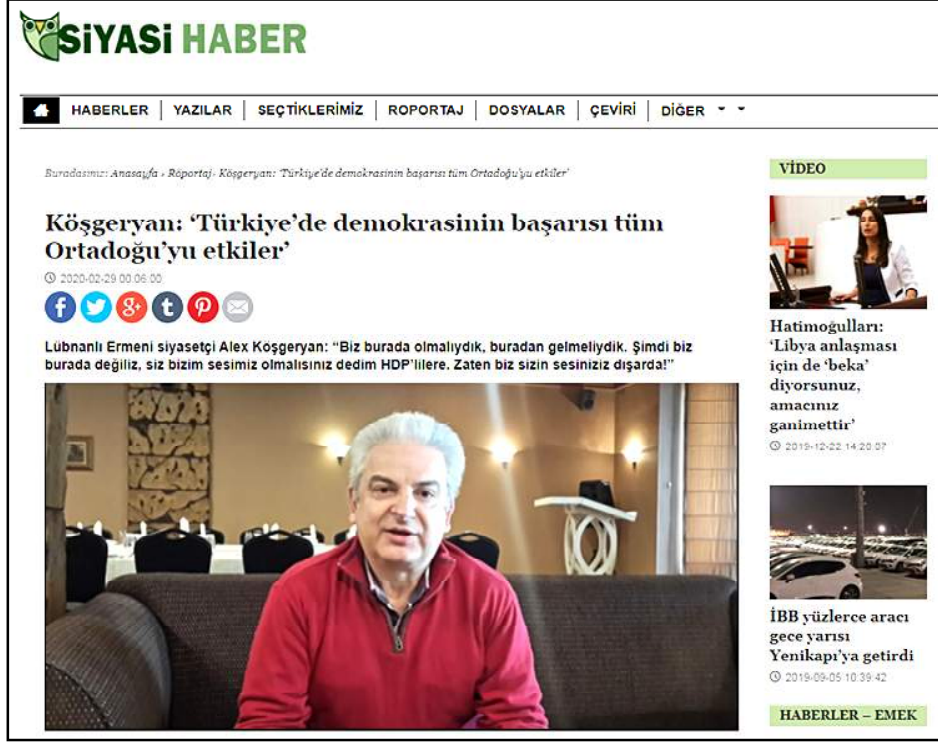 SiYASi HABER
HABERLER | YAZILAR | SEÇTİKLERİMİZ | ROPORTAJ | DOSYALAR | ÇEVİRİ | DİĞER
Buradasınız: Anasayfa » Röportaj» Köşgeryan: ‘Türkiye’de demokrasinin başarısı tüm Ortadoğu’yu etkiler’
Köşgeryan: ‘Türkiye’de demokrasinin başarısı tüm
Ortadoğu’yu etkiler’
2020-02-29 00:06:00
f g+ t p
Lübnanlı Ermeni siyasetçi Alex Köşgeryan: “Biz burada olmalıydık, buradan gelmeliydik. Şimdi biz
burada değiliz, siz bizim sesimiz olmalısınız dedim HDP’lilere. Zaten biz sizin sesiniziz dışarda!”
VİDEO
Hatimoğulları:
‘Libya anlaşması
için de ‘beka’
diyorsunuz,
amacınız
ganimettir’
2019-12-22 14:20:07
İBB yüzlerce aracı
gece yarısı
Yenikapı’ya getirdi
2019-09-05 10:39:42
HABERLER – EMEK